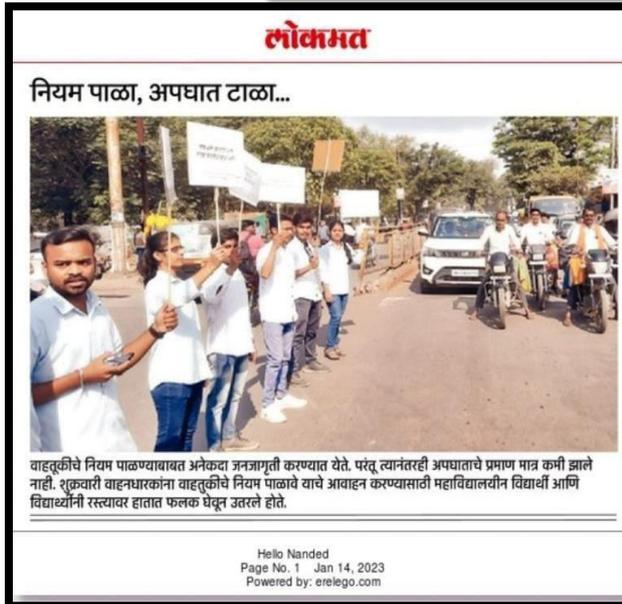 लोकमत
नियम पाळा, अपघात टाळा...
वाहतूकीचे नियम पाळण्याबाबत अनेकदा जनजागृती करण्यात येते. परंतू त्यानंतरही अपघाताचे प्रमाण मात्र कमी झाले
नाही. शुक्रवारी वाहनधारकांना वाहतुकीचे नियम पाळावे याचे आवाहन करण्यासाठी महाविद्यालयीन विद्यार्थी आणि
विद्यार्थ्यीनी रस्त्यावर हातात फलक घेवून उतरले होते.
Hello Nanded
Page No. 1 Jan 14, 2023
Powered by: erelego.com